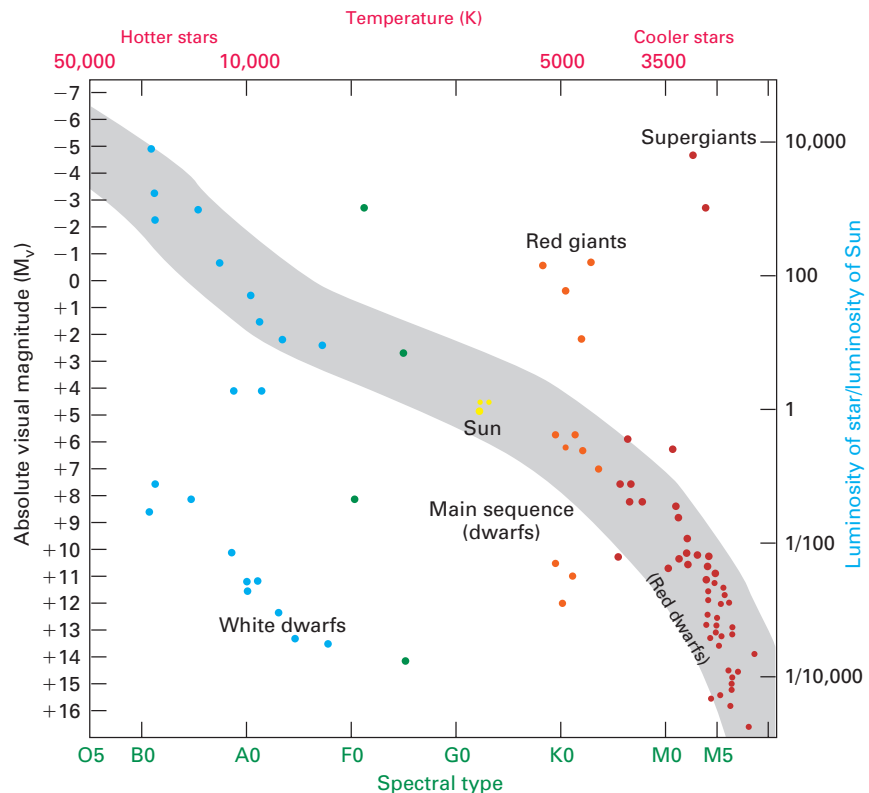 Temperature (K)
Hotter stars
Cooler stars
50,000
10,000
5000
3500
−7
−6
−5
−4
−3
−2
−1
0
+1
+2
+3
+4
+5
+6
+7
+8
+9
+10
+11
+12
+13
+14
+15
+16
Absolute visual magnitude (Mv)
Supergiants
Red giants
Sun
Main sequence
(dwarfs)
(Red dwarfs)
White dwarfs
10,000
100
1
1/100
1/10,000
Luminosity of star/luminosity of Sun
O5
B0
A0
F0
G0
K0
M0
M5
Spectral type